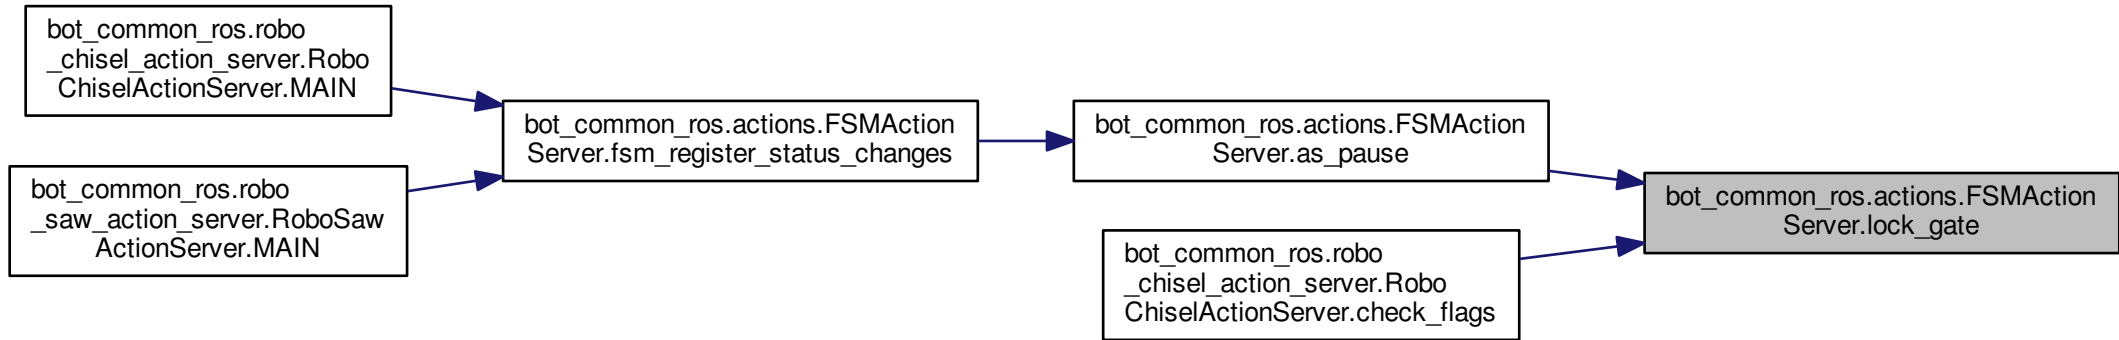 bot_common_ros.robo
_chisel_action_server.Robo
ChiselActionServer.MAIN
bot_common_ros.robo
_saw_action_server.RoboSaw
ActionServer.MAIN
bot_common_ros.actions.FSMAction
Server.fsm_register_status_changes
bot_common_ros.actions.FSMAction
Server.as_pause
bot_common_ros.robo
_chisel_action_server.Robo
ChiselActionServer.check_flags
bot_common_ros.actions.FSMAction
Server.lock_gate